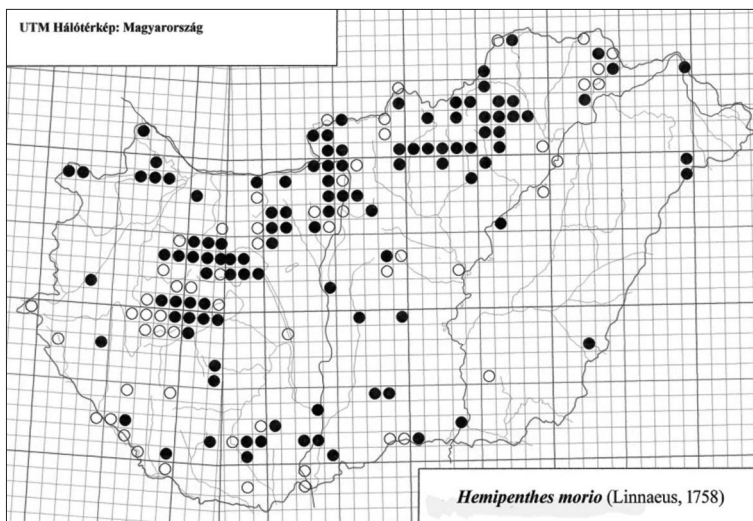 UTM Hálótérkép: Magyarország
Hemipenthes morio (Linnaeus, 1758)